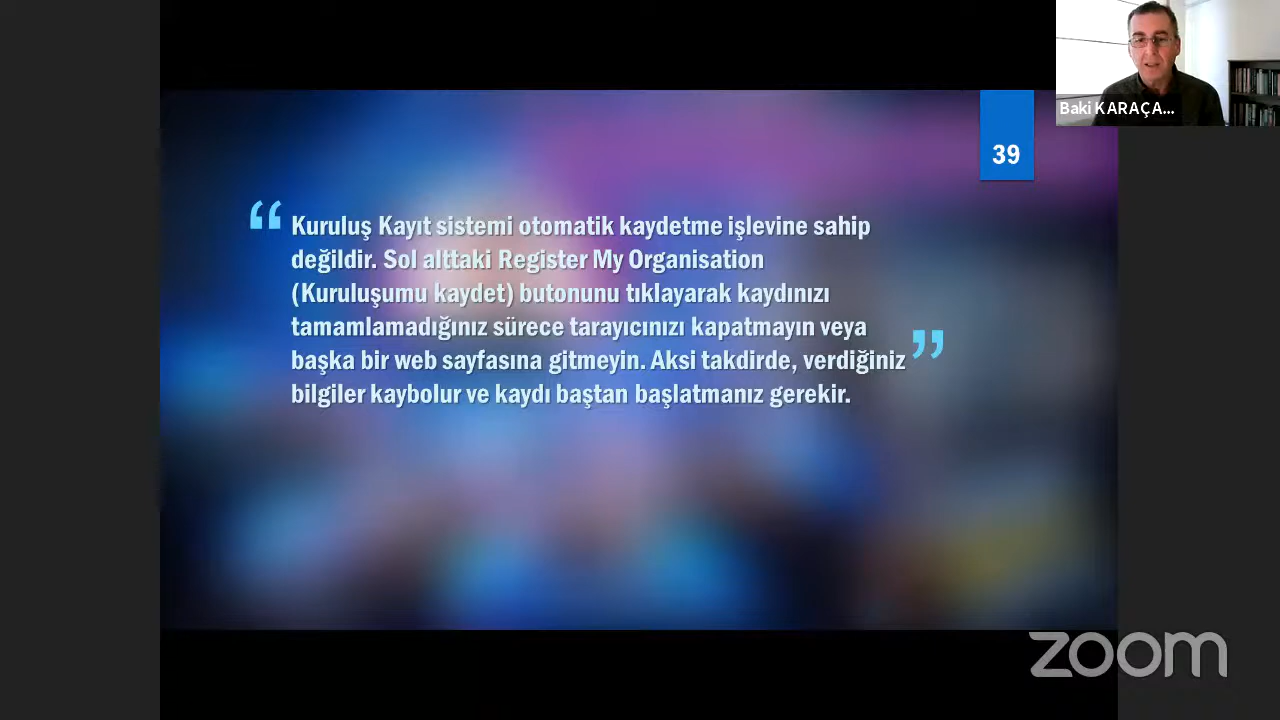 Baki KARAÇA...
39
“Kuruluş Kayıt sistemi otomatik kaydetme işlevine sahip
değildir. Sol alttaki Register My Organisation
(Kuruluşumu kaydet) butonunu tıklayarak kaydınızı
tamamlamadığınız sürece tarayıcınızı kapatmayın veya
başka bir web sayfasına gitmeyin. Aksi takdirde, verdiğiniz
bilgiler kaybolur ve kaydı baştan başlatmanız gerekir.”
zoom